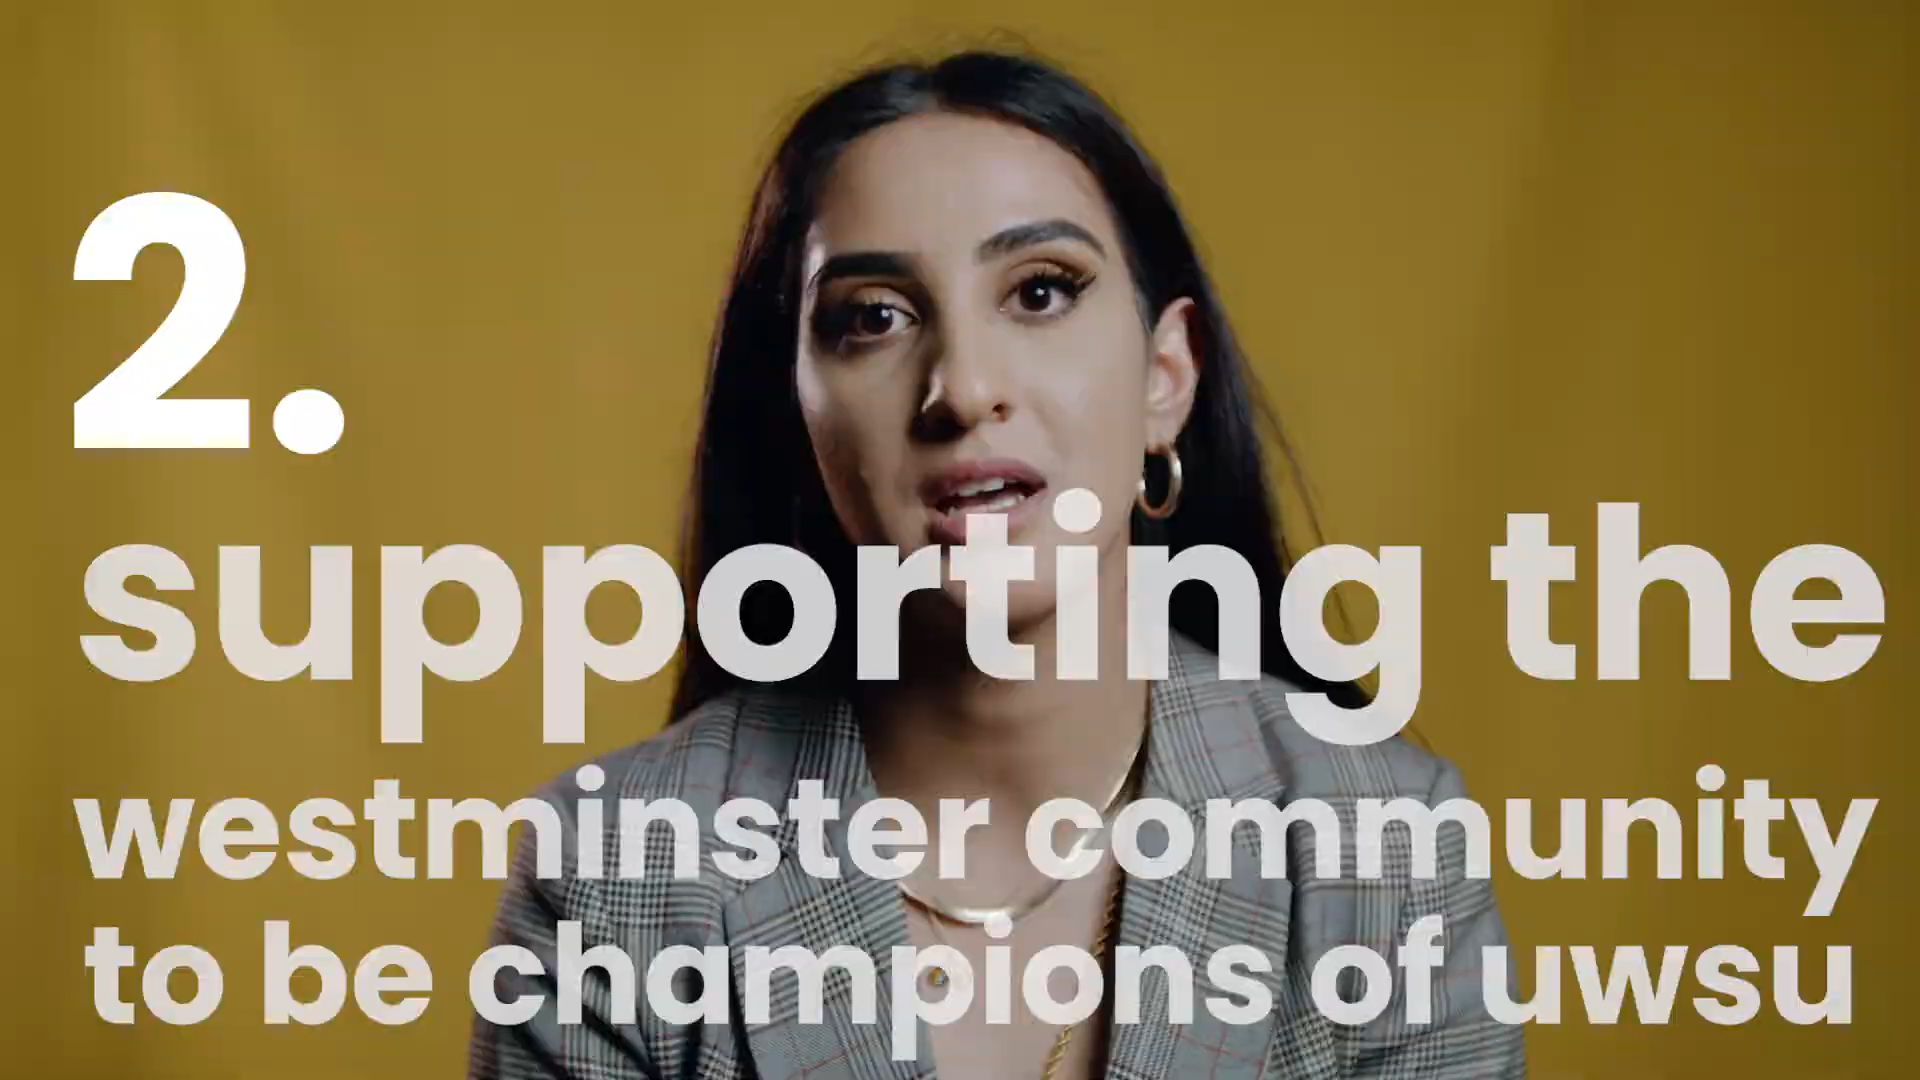 2.
supporting the
westminster community
to be champions of uwsu